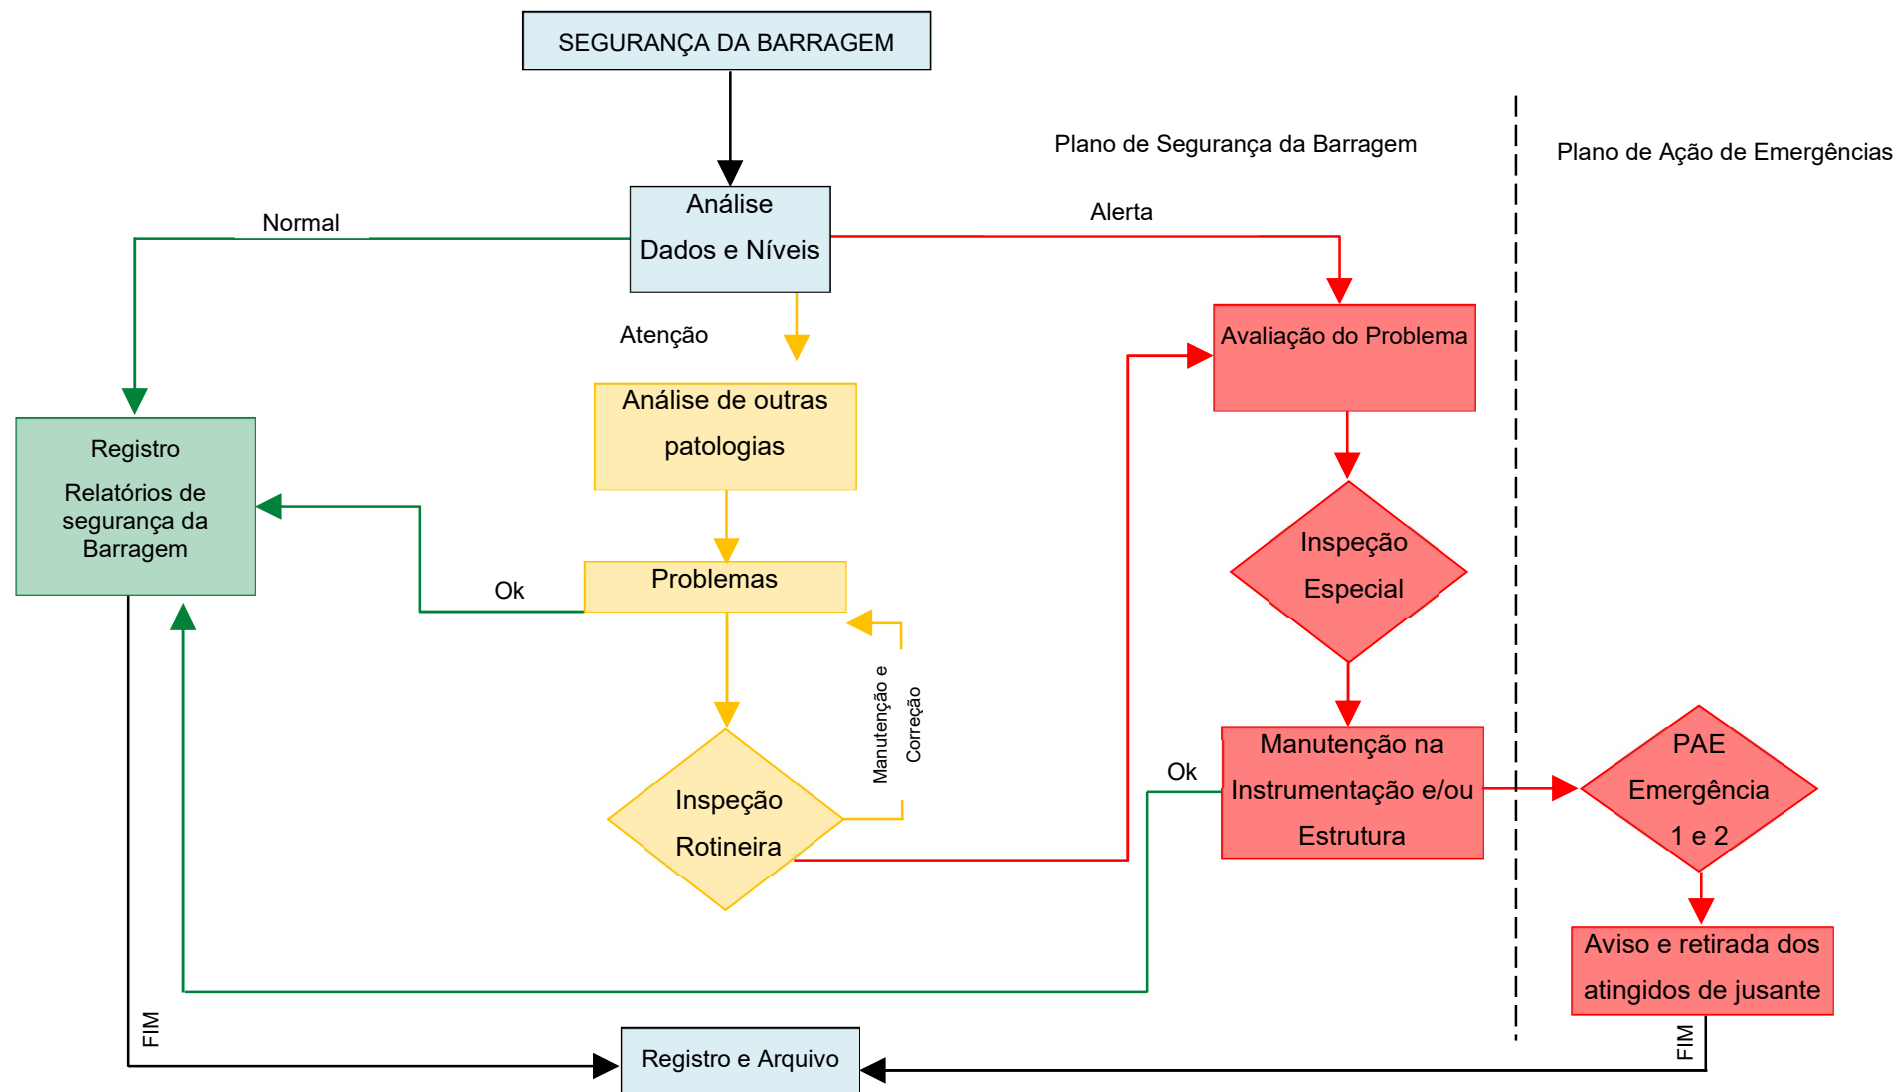 SEGURANÇA DA BARRAGEM
Plano de Segurança da Barragem
Plano de Ação de Emergências
Análise
Dados e Níveis
Normal
Alerta
Atenção
Avaliação do Problema
Análise de outras
patologias
Registro
Relatórios de
segurança da
Barragem
Problemas
Ok
Inspeção
Especial
Manutenção e
Correção
Inspeção
Rotineira
Manutenção na
Instrumentação e/ou
Estrutura
Ok
PAE
Emergência
1 e 2
Aviso e retirada dos
atingidos de jusante
FIM
FIM
Registro e Arquivo